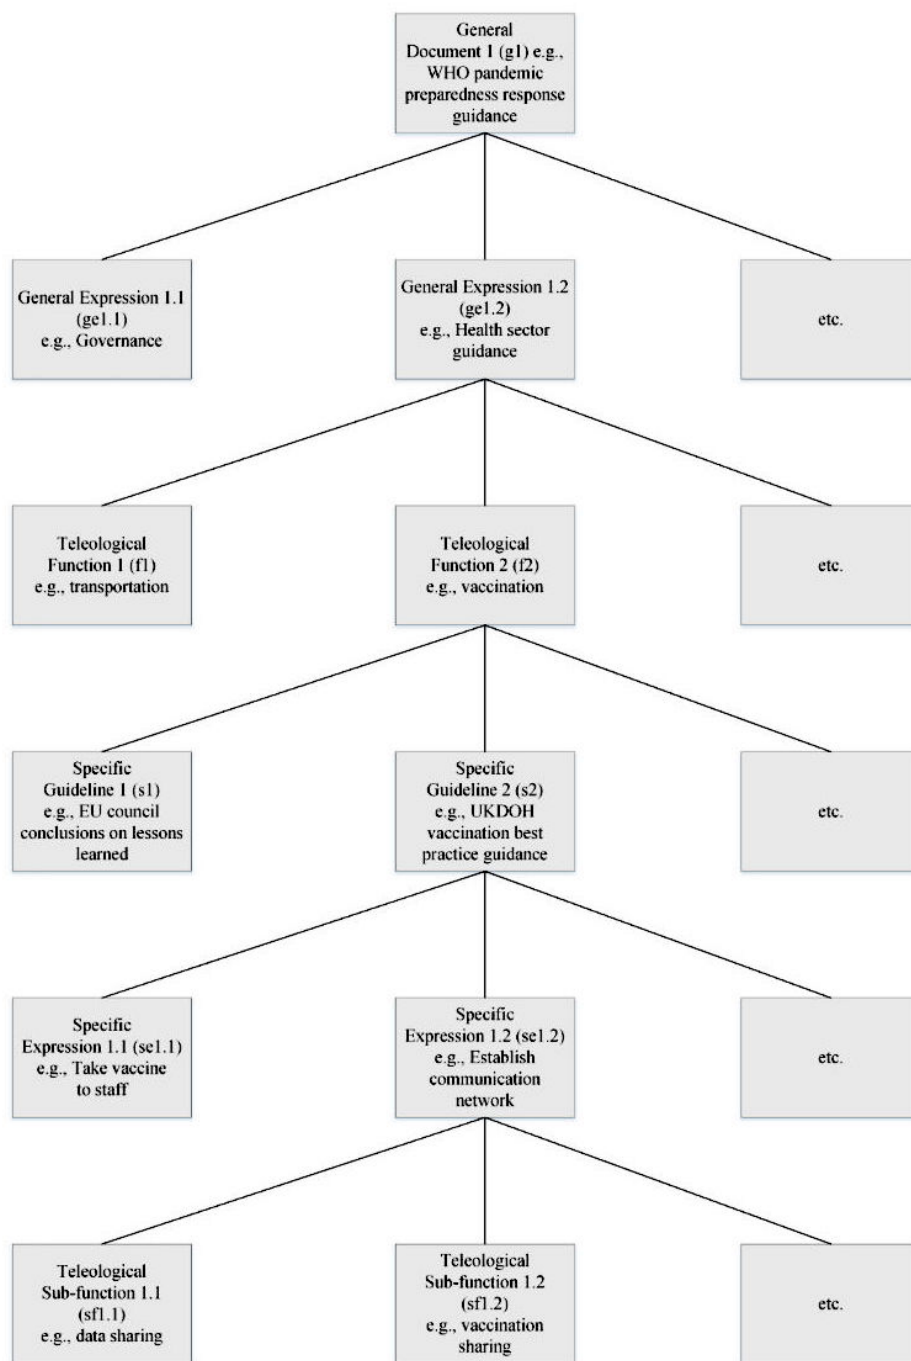 General
Document 1 (g1) e.g.,
WHO pandemic
preparedness response
guidance
General Expression 1.1
(ge1.1)
e.g., Governance
General Expression 1.2
(ge1.2)
e.g., Health sector
guidance
etc.
Teleological
Function 1 (f1)
e.g., transportation
Teleological
Function 2 (f2)
e.g., vaccination
etc.
Specific
Guideline 1 (s1)
e.g., EU council
conclusions on lessons
learned
Specific
Guideline 2 (s2)
e.g., UKDOH
vaccination best
practice guidance
etc.
Specific
Expression 1.1 (se1.1)
e.g., Take vaccine
to staff
Specific
Expression 1.2 (se1.2)
e.g., Establish
communication
network
etc.
Teleological
Sub-function 1.1
(sf1.1)
e.g., data sharing
Teleological
Sub-function 1.2
(sf1.2)
e.g., vaccination
sharing
etc.